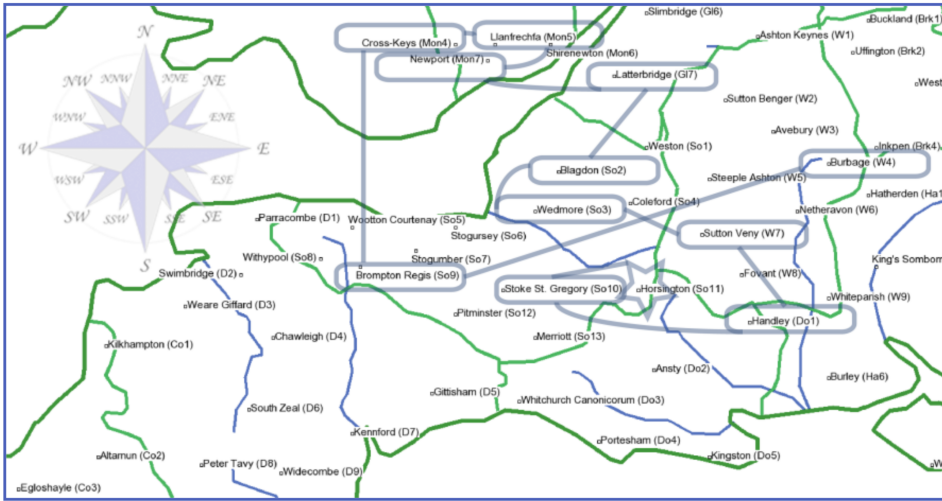 Slimbridge (Gl6)
Buckland (Brk1)
N
Cross-Keys (Mon4)
Llanfrechfa (Mon5)
Ashton Keynes (W1)
Shirenewton (Mon6)
Uffington (Brk2)
Newport (Mon7)
NNW
NNE
NW
NE
Latterbridge (Gl7)
West
Sutton Benger (W2)
WNW
ENE
Avebury (W3)
W
E
Weston (So1)
Inkpen (Brk4)
Burbage (W4)
Blagdon (So2)
Steeple Ashton (W5)
WSW
ESE
Hatherden (Ha1
Coleford (So4)
Wedmore (So3)
Netheravon (W6)
SW
SSW
SSE
SE
Parracombe (D1)
Wootton Courtenay (So5)
Stogursey (So6)
Sutton Veny (W7)
S
Withypool (So8)
Stogumber (So7)
King's Somborn
Swimbridge (D2)
Brompton Regis (So9)
Fovant (W8)
Stoke St. Gregory (So10)
Horsington (So11)
Whiteparish (W9)
Weare Giffard (D3)
Pitminster (So12)
Handley (Do1)
Chawleigh (D4)
Merriott (So13)
Kilkhampton (Co1)
Ansty (Do2)
Burley (Ha6)
Gittisham (D5)
Whitchurch Canonicorum (Do3)
South Zeal (D6)
Kennford (D7)
Portesham (Do4)
Altarnun (Co2)
Kingston (Do5)
Peter Tavy (D8)
W
Widecombe (D9)
Egloshayle (Co3)